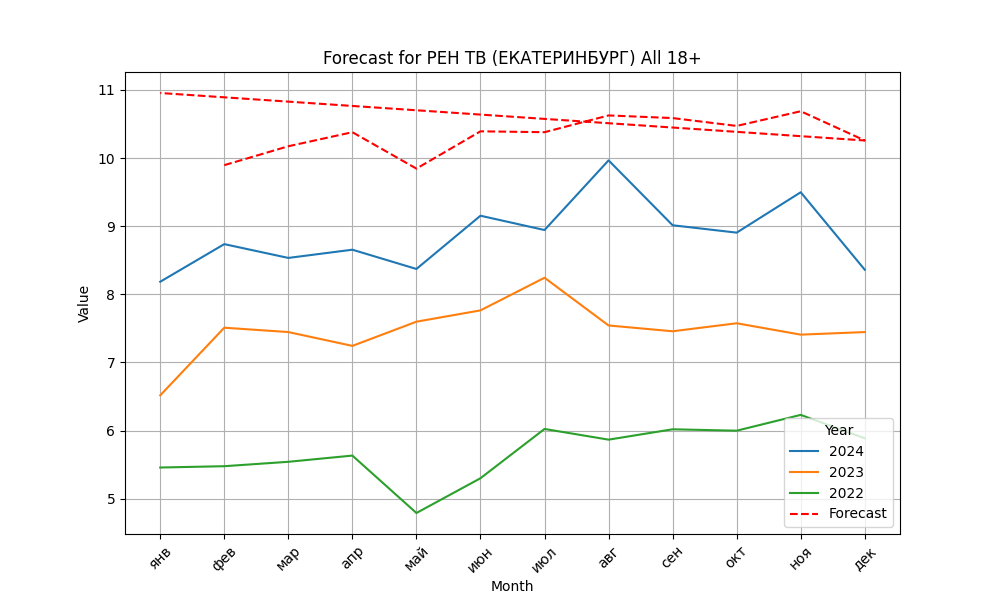 Forecast for РЕН ТВ (ЕКАТЕРИНБУРГ) All 18+
11
10
9
8
7
6
5
Value
янв
фев
мар
апр
май
июн
июл
авг
сен
окт
ноя
дек
Month
Year
2024
2023
2022
Forecast